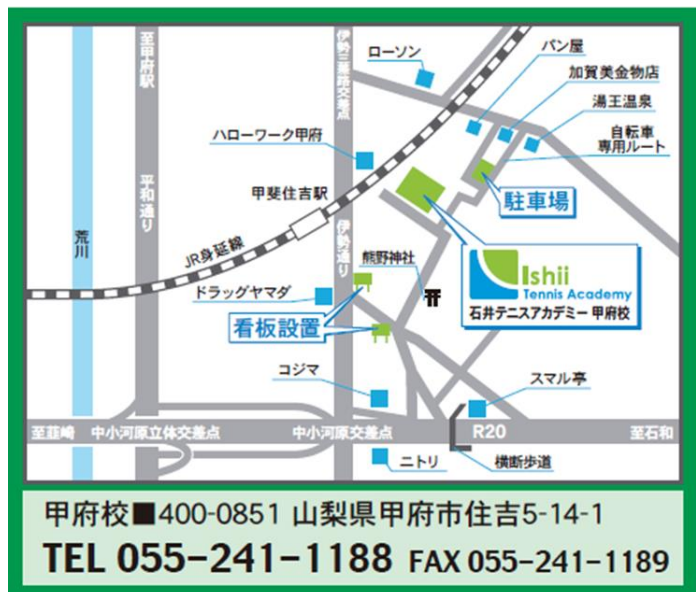 至甲府駅
伊勢三叢路交差点
ローソン
パン屋
加賀美金物店
湯王温泉
自転車
専用ルート
ハローワーク甲府
平和通り
甲斐住吉駅
駐車場
荒川
JR身延線
伊勢通り
熊野神社
Ishii
Tennis Academy
石井テニスアカデミー 甲府校
ドラッグヤマダ
看板設置
コジマ
スマル亭
至韮崎
中小河原立体交差点
中小河原交差点
R20
至石和
ニトリ
横断歩道
甲府校■400-0851 山梨県甲府市住吉5-14-1
TEL 055-241-1188 FAX 055-241-1189